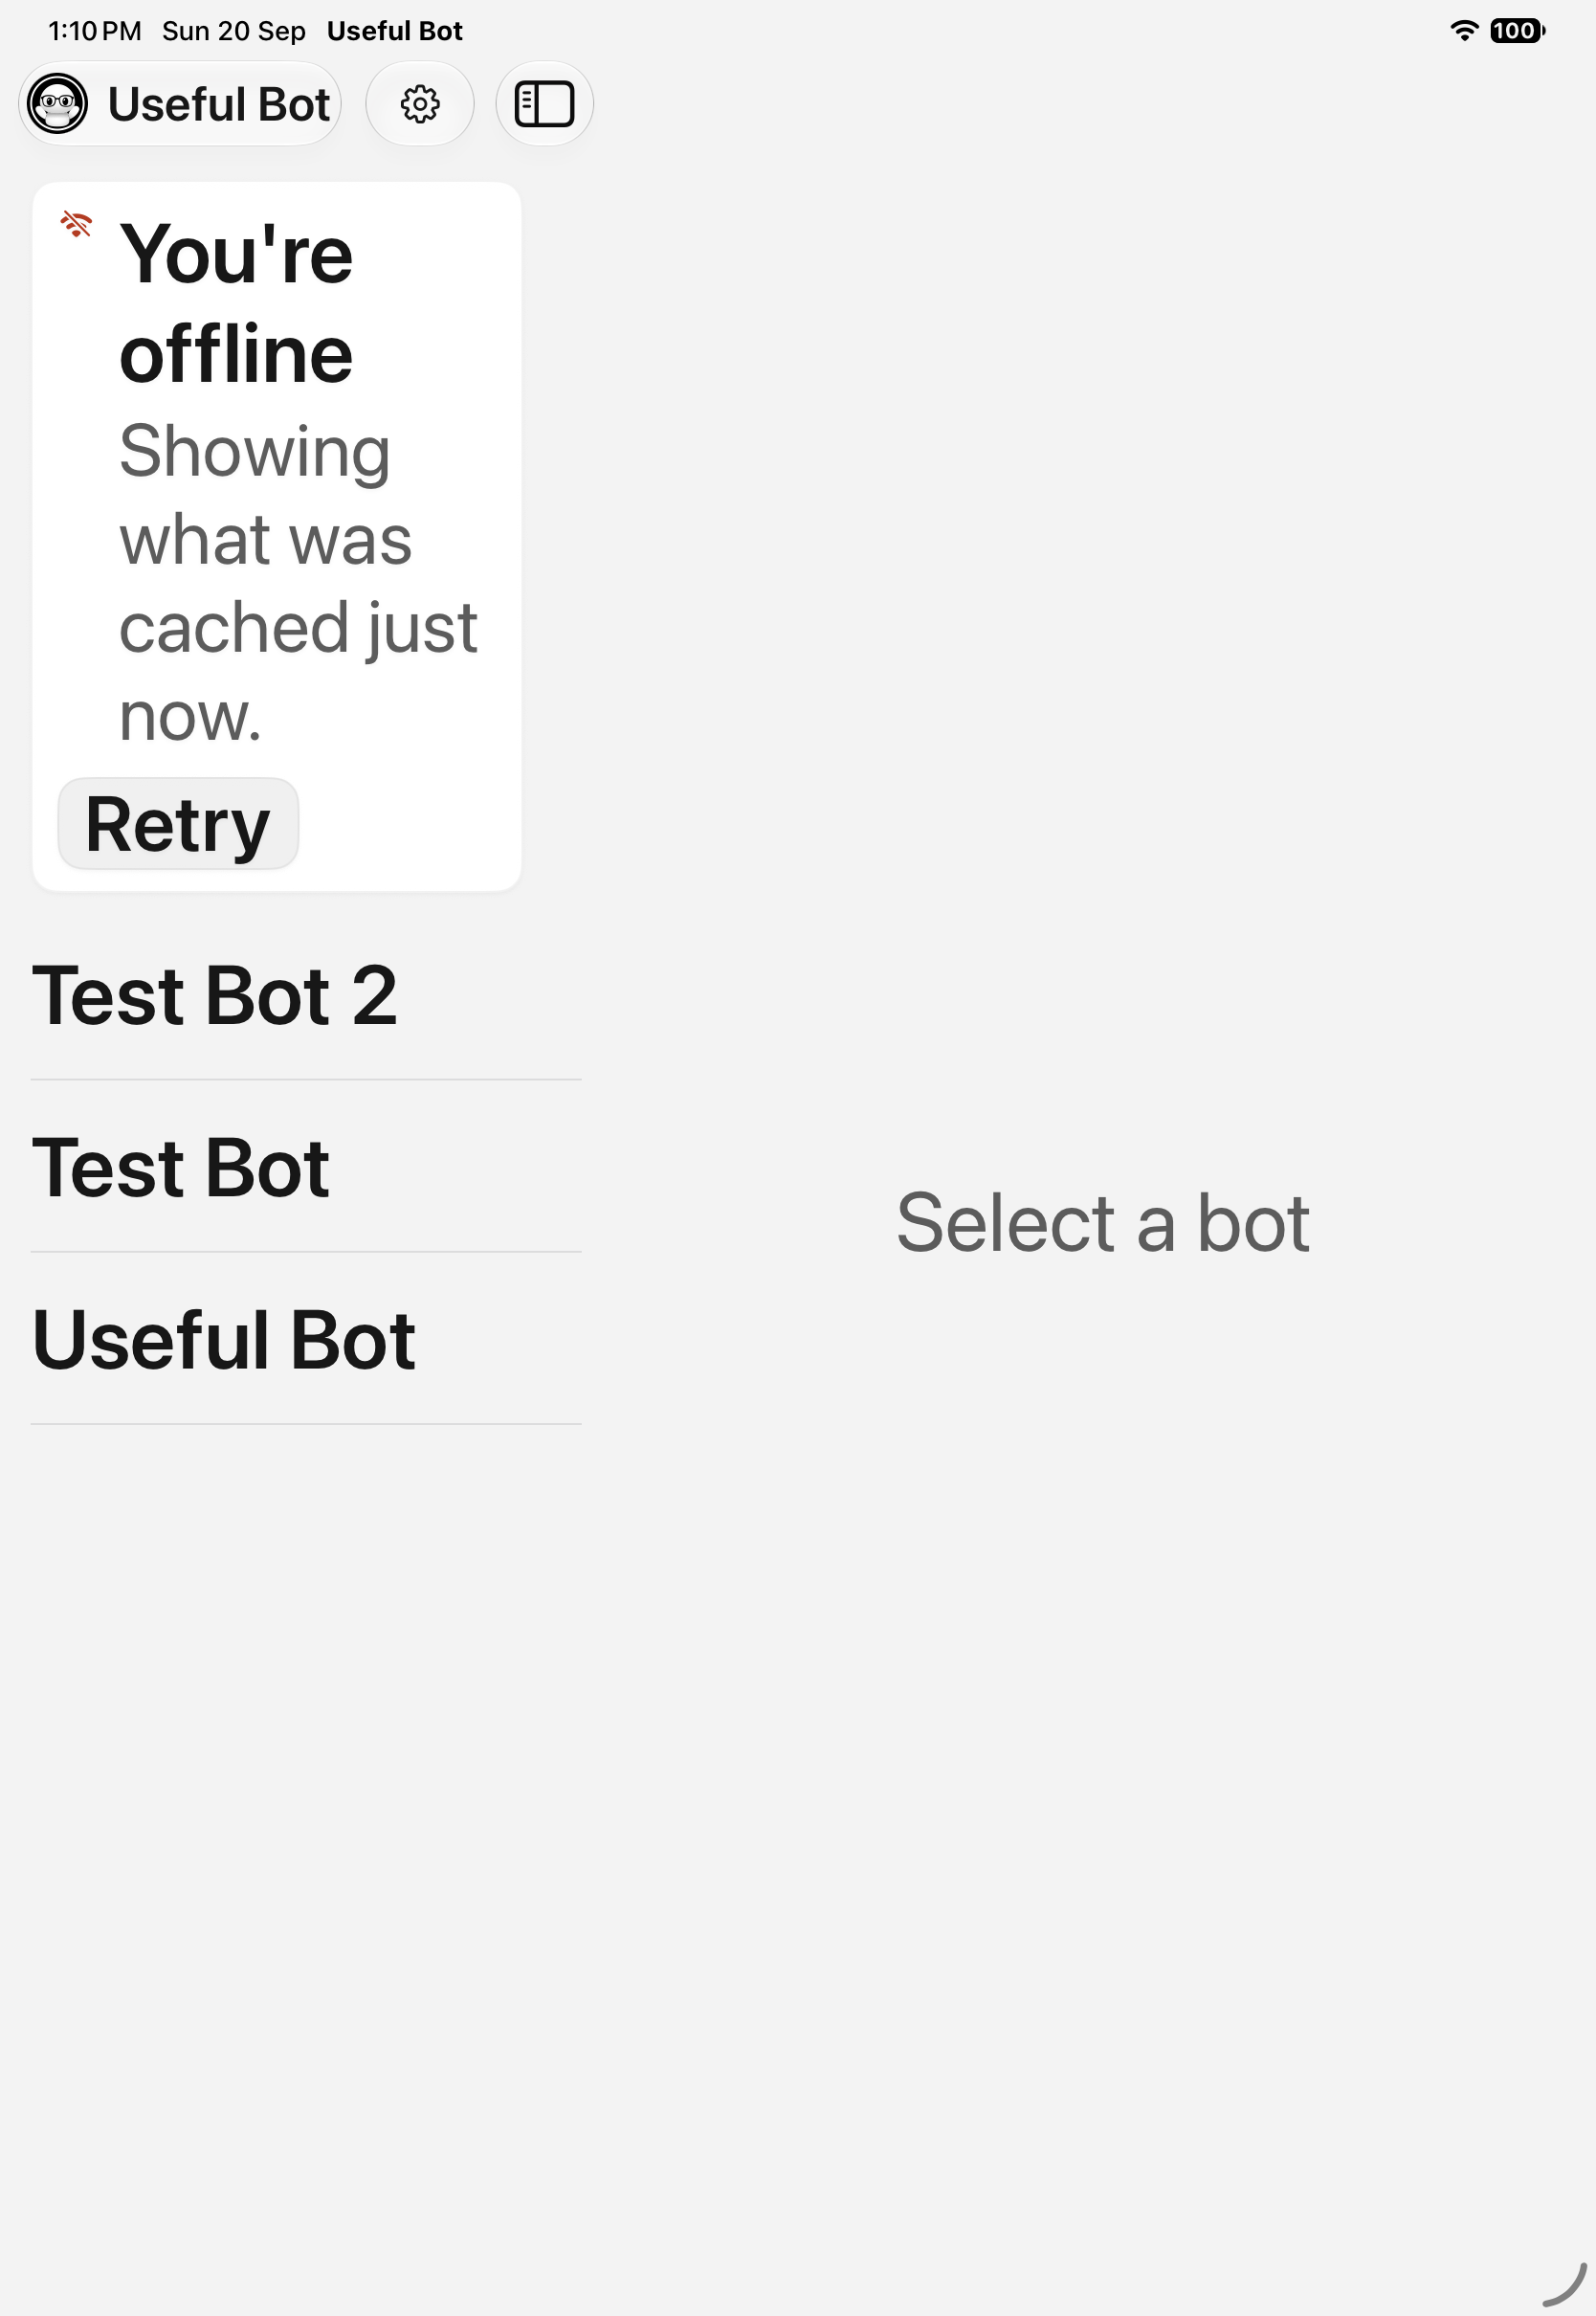 1:10 PM Sun 20 Sep Useful Bot
100
Useful Bot
You're
offline
Showing
what was
cached just
now.
Retry
Test Bot 2
Test Bot
Useful Bot
Select a bot